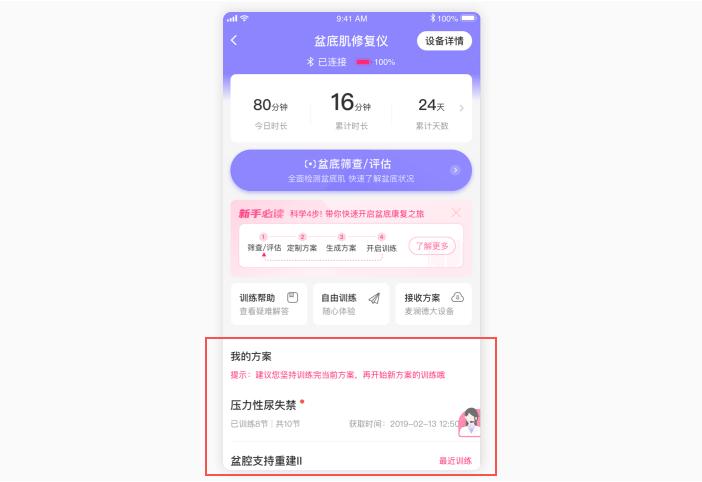 9:41 AM 100%
盆底肌修复仪 设备详情
已连接 100%
80分钟 16分钟 24天
今日时长 累计时长 累计天数
盆底筛查/评估
全面检测盆底肌 快速了解盆底状况
新手必读 科学4步! 带你快速开启盆底康复之旅
1 2 3 4
筛查/评估 定制方案 生成方案 开启训练 了解更多
训练帮助 自由训练 接收方案
查看疑难解答 随心体验 麦澜德大设备
我的方案
提示：建议您坚持训练完当前方案，再开始新方案的训练哦
压力性尿失禁
已训练8节 | 共10节 获取时间：2019-02-13 12:50
盆腔支持重建II 最近训练